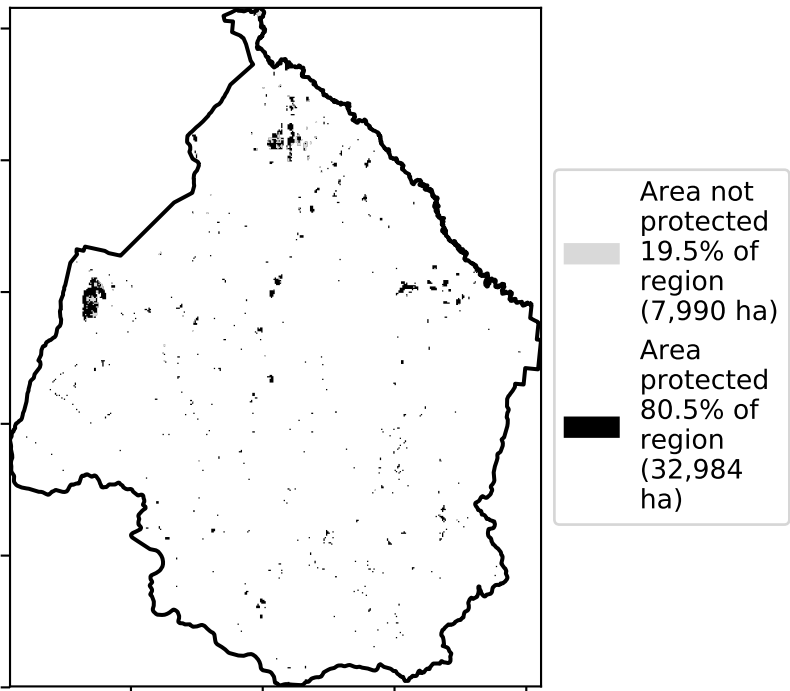 Area not
protected
19.5% of
region
(7,990 ha)
Area
protected
80.5% of
region
(32,984
ha)